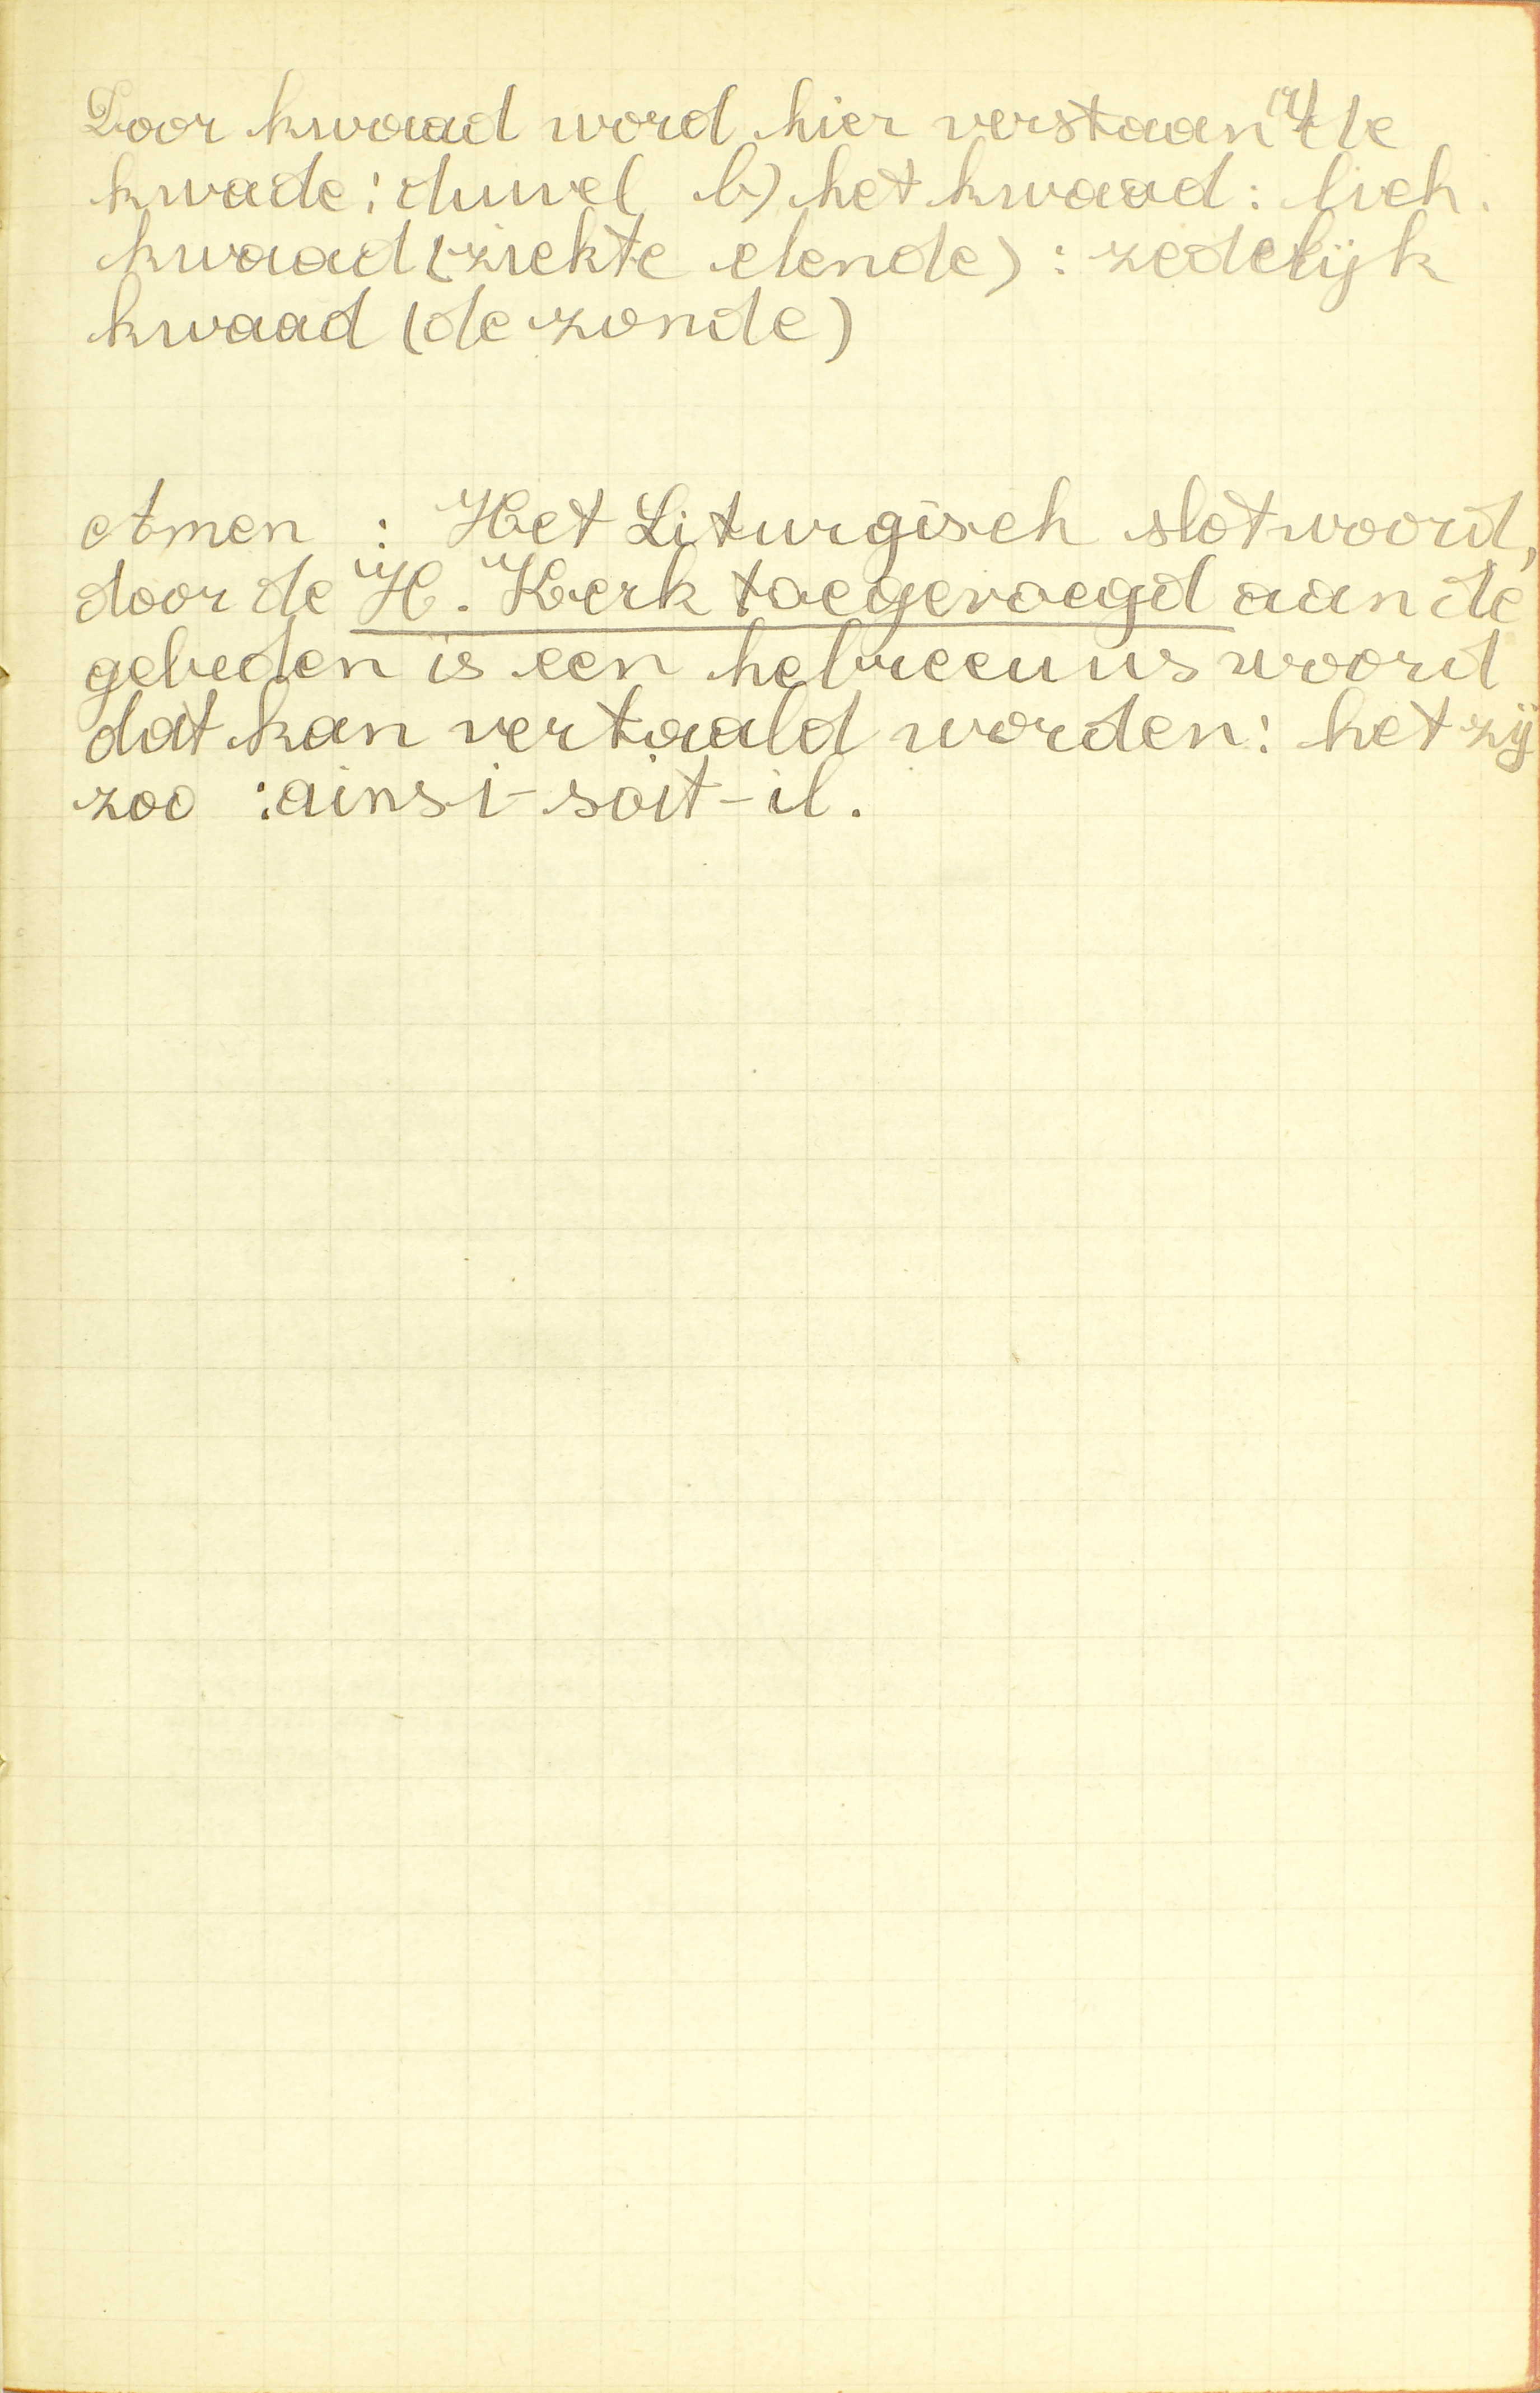 Door kwaad word hier verstaan a) de
kwade: duivel b) het kwaad: lich.
kwaad (ziekte elende) : zedelijk
kwaad (de zonde)
Amen : Het Liturgisch slotwoord,
door de H. Kerk toegevoegd aan de
gebeden is een hebreeuws woord
dat kan vertaald worden: het zij
zoo : ainsi-soit-il.